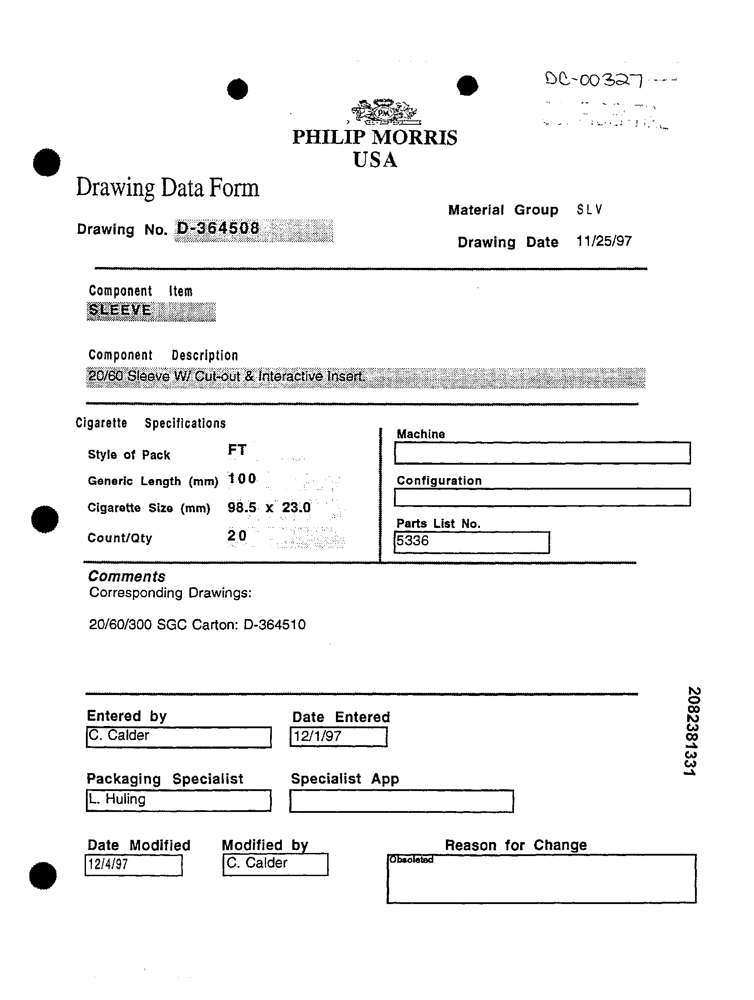 DC-00327
PM
PHILIP MORRIS
USA
Drawing Data Form
Material Group SLV
Drawing No. D-364508
Drawing Date 11/25/97
Component Item
SLEEVE
Component Description
20/60 Sleeve W/ Cut-out & Interactive Insert.
Cigarette Specifications
Style of Pack FT
Generic Length (mm) 100
Cigarette Size (mm) 98.5 x 23.0
Count/Qty 20
Machine
Configuration
Parts List No.
5336
Comments
Corresponding Drawings:
20/60/300 SGC Carton: D-364510
Entered by
C. Calder
Date Entered
12/1/97
Packaging Specialist
L. Huling
Specialist App
Date Modified
12/4/97
Modified by
C. Calder
Reason for Change
Obsoleted
2082381331